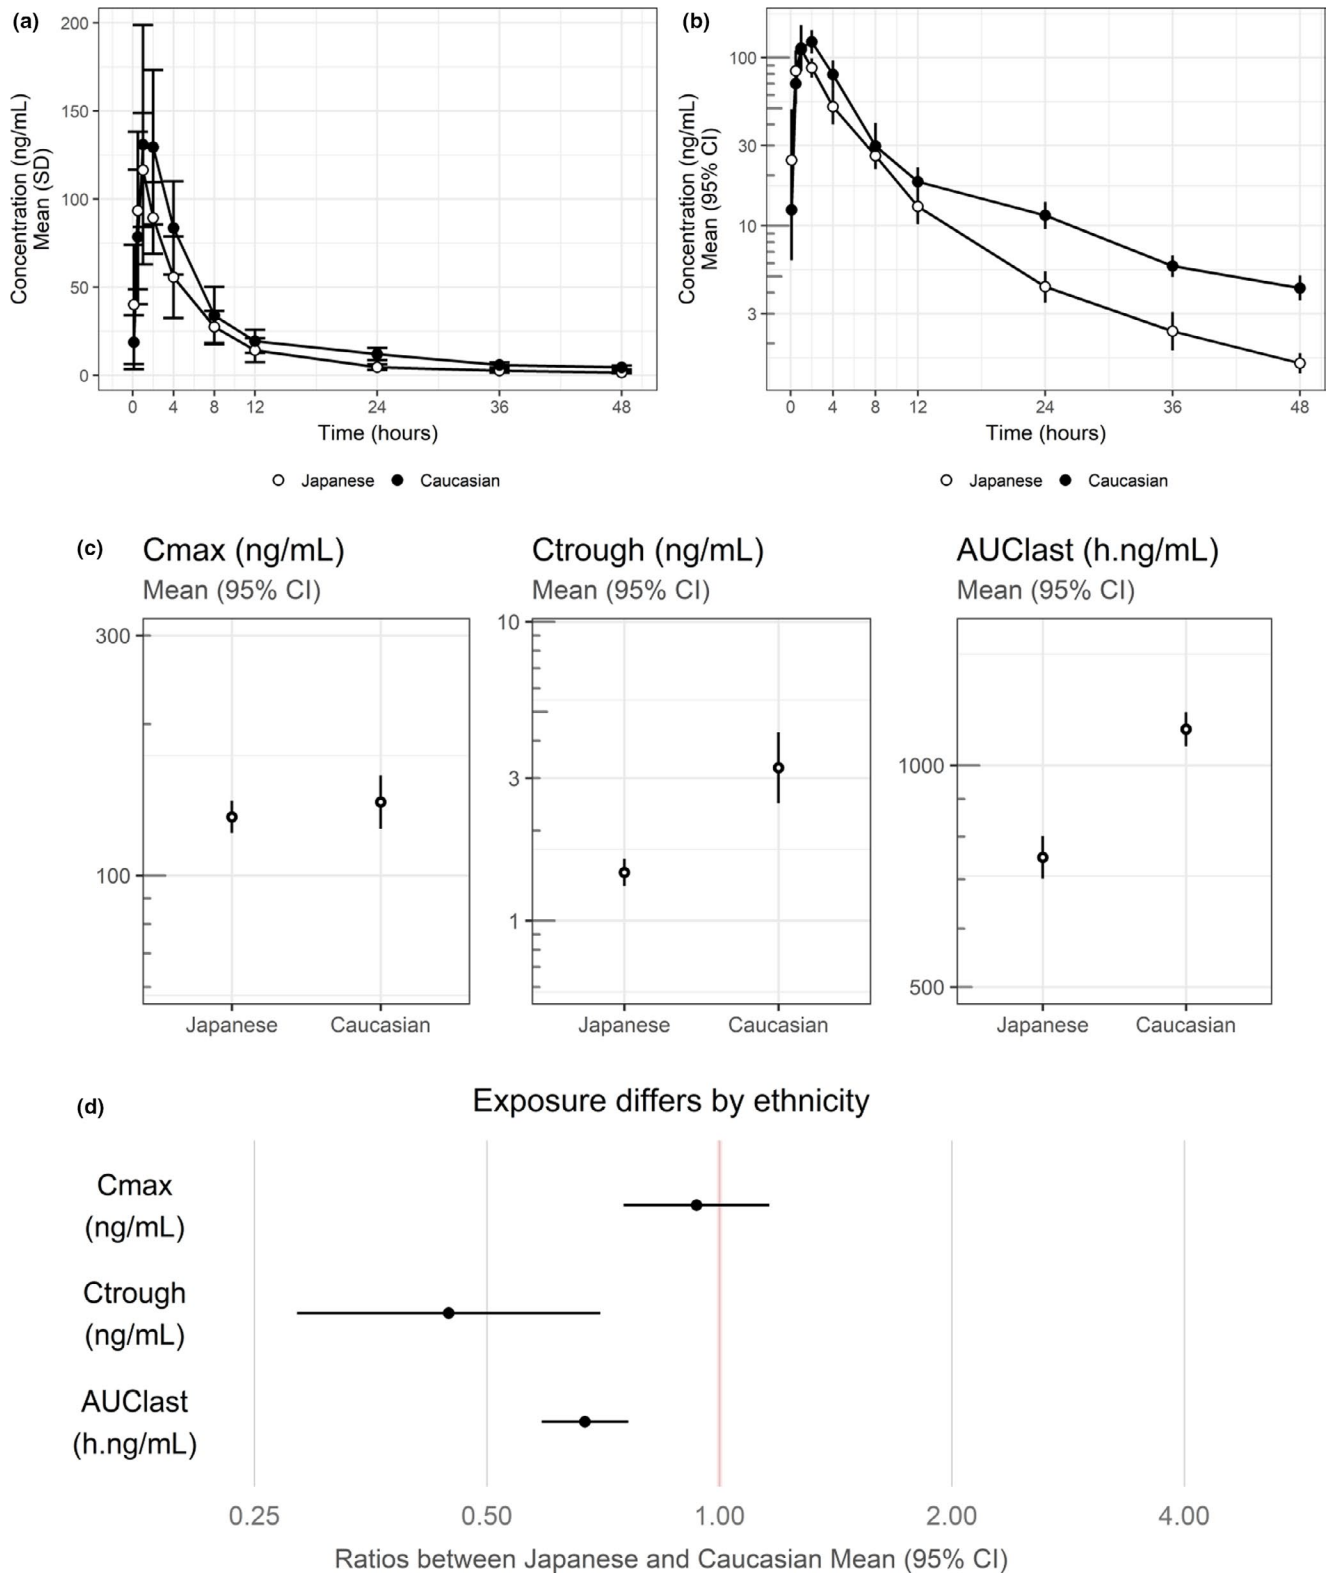 (a)
200
150
100
50
0
Concentration (ng/mL)
Mean (SD)
0 4 8 12 24 36 48
Time (hours)
Japanese Caucasian
(b)
100
30
10
3
Concentration (ng/mL)
Mean (95% CI)
0 4 8 12 24 36 48
Time (hours)
Japanese Caucasian
(c)
Cmax (ng/mL)
Mean (95% CI)
300
100
Japanese Caucasian
Ctrough (ng/mL)
Mean (95% CI)
10
3
1
Japanese Caucasian
AUClast (h.ng/mL)
Mean (95% CI)
1000
500
Japanese Caucasian
(d)
Exposure differs by ethnicity
Cmax
(ng/mL)
Ctrough
(ng/mL)
AUClast
(h.ng/mL)
0.25 0.50 1.00 2.00 4.00
Ratios between Japanese and Caucasian Mean (95% CI)